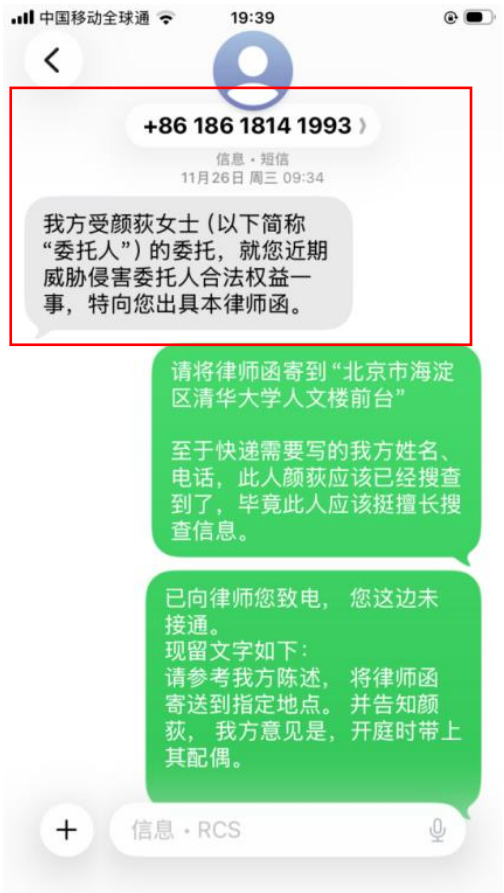 中国移动全球通 19:39
+86 186 1814 1993
信息・短信
11月26日 周三 09:34
我方受颜荻女士（以下简称
“委托人”）的委托，就您近期
威胁侵害委托人合法权益一
事，特向您出具本律师函。
请将律师函寄到“北京市海淀
区清华大学人文楼前台”
至于快递需要写的我方姓名、
电话，此人颜荻应该已经搜查
到了，毕竟此人应该挺擅长搜
查信息。
已向律师您致电， 您这边未
接通。
现留文字如下：
请参考我方陈述， 将律师函
寄送到指定地点。 并告知颜
荻， 我方意见是，开庭时带上
其配偶。
信息・RCS